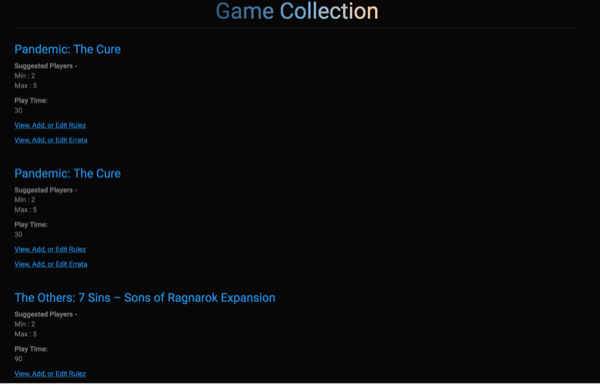 Game Collection
Pandemic: The Cure
Suggested Players -
Min : 2
Max : 5
Play Time:
30
View, Add, or Edit Rulez
View, Add, or Edit Errata
Pandemic: The Cure
Suggested Players -
Min : 2
Max : 5
Play Time:
30
View, Add, or Edit Rulez
View, Add, or Edit Errata
The Others: 7 Sins – Sons of Ragnarok Expansion
Suggested Players -
Min : 2
Max : 5
Play Time:
90
View, Add, or Edit Rulez